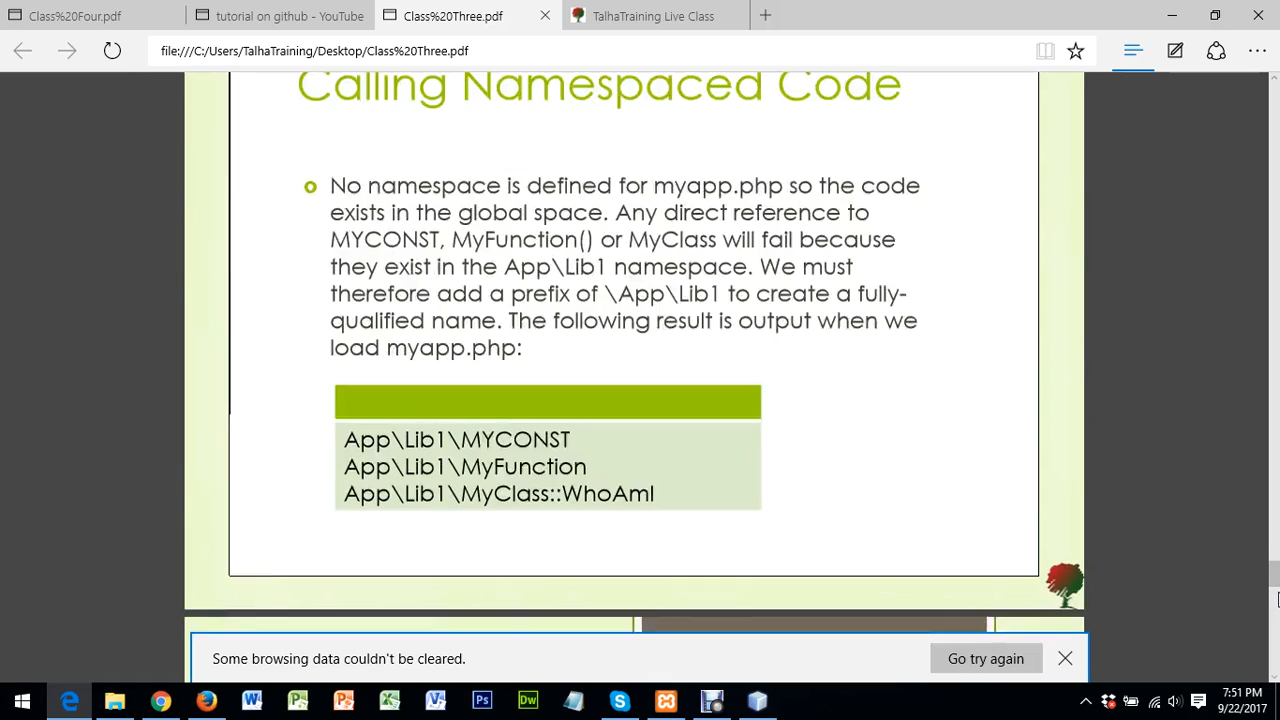 Class%20Four.pdf
tutorial on github - YouTube
Class%20Three.pdf
TalhaTraining Live Class
file:///C:/Users/TalhaTraining/Desktop/Class%20Three.pdf
Calling Namespaced Code
No namespace is defined for myapp.php so the code
exists in the global space. Any direct reference to
MYCONST, MyFunction() or MyClass will fail because
they exist in the App\Lib1 namespace. We must
therefore add a prefix of \App\Lib1 to create a fully-
qualified name. The following result is output when we
load myapp.php:
App\Lib1\MYCONST
App\Lib1\MyFunction
App\Lib1\MyClass::WhoAmI
Some browsing data couldn't be cleared.
Go try again
7:51 PM
9/22/2017